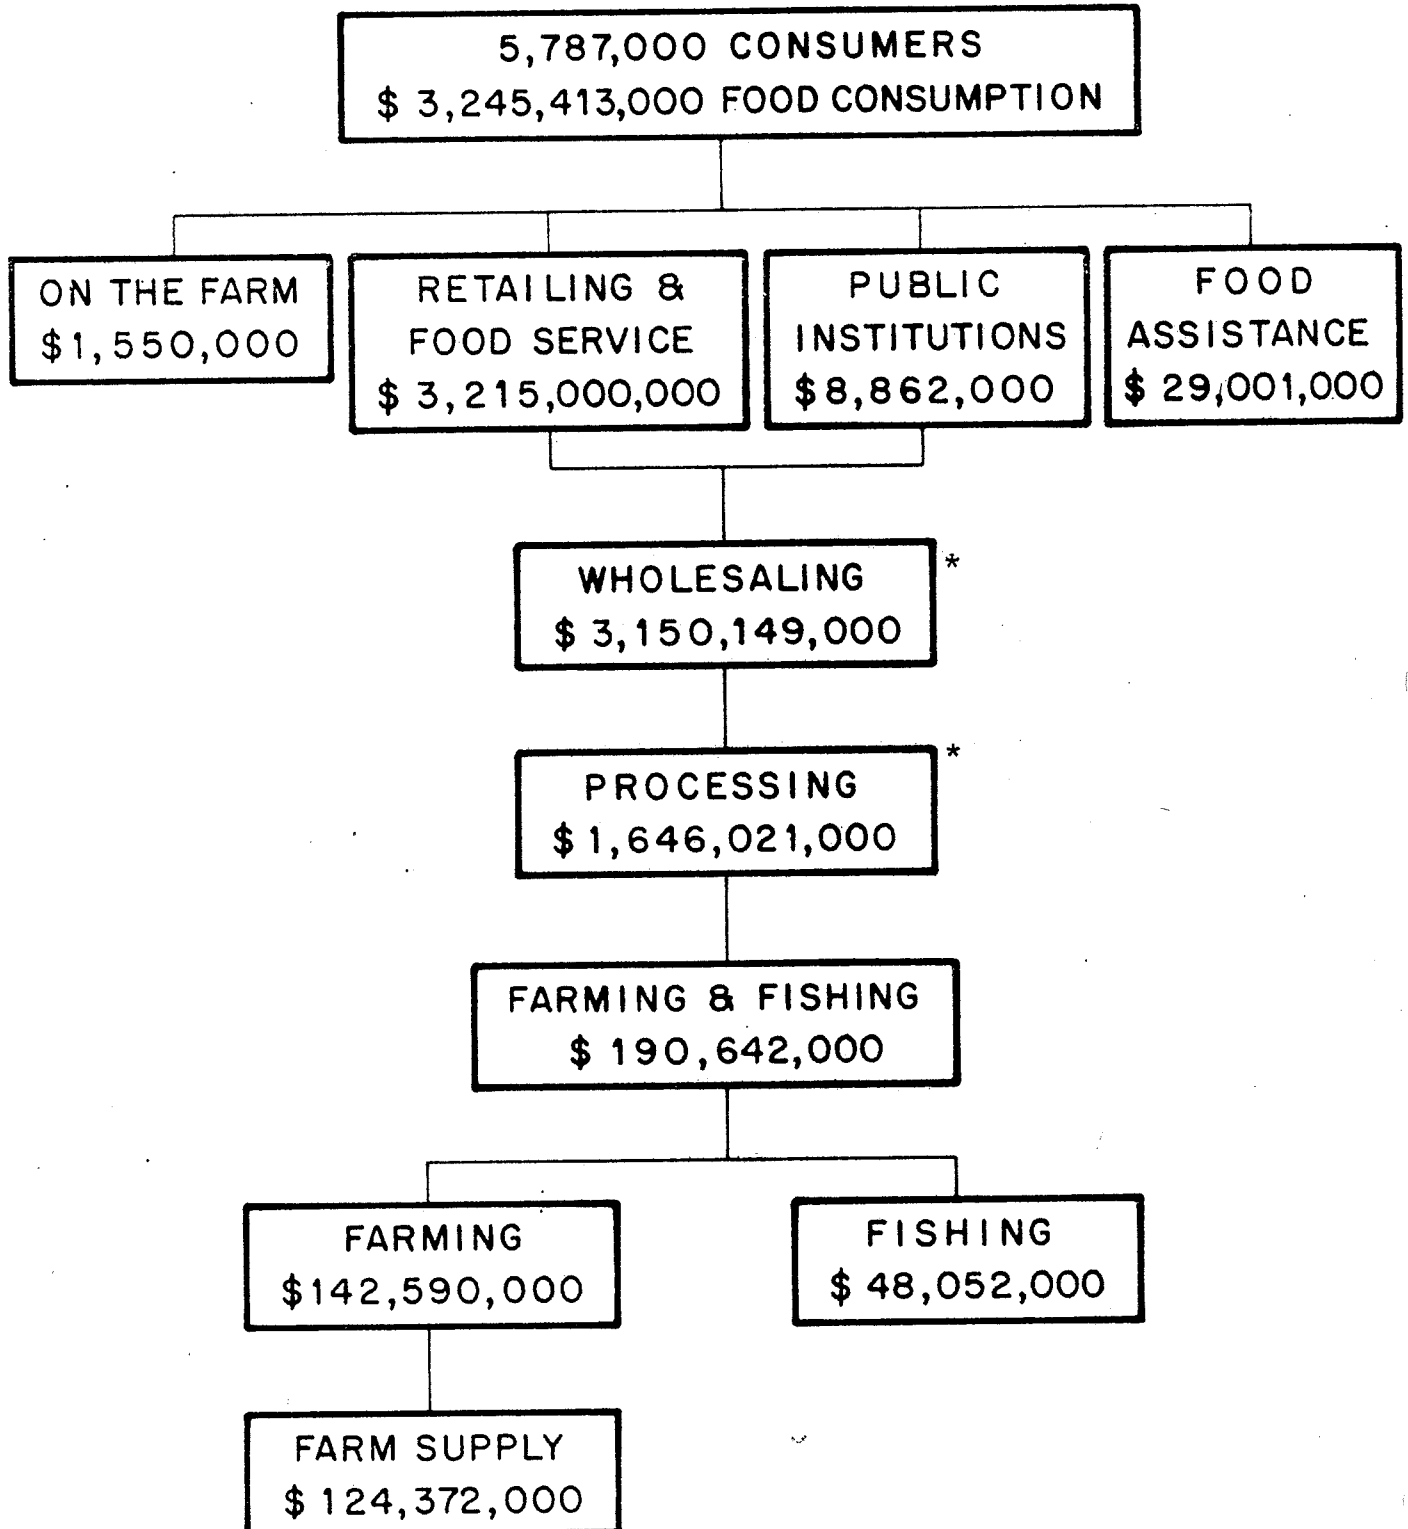 5,787,000 CONSUMERS
$ 3,245,413,000 FOOD CONSUMPTION
ON THE FARM
$1,550,000
RETAILING &
FOOD SERVICE
$ 3,215,000,000
PUBLIC
INSTITUTIONS
$8,862,000
FOOD
ASSISTANCE
$ 29,001,000
WHOLESALING *
$ 3,150,149,000
PROCESSING *
$ 1,646,021,000
FARMING & FISHING
$ 190,642,000
FARMING
$142,590,000
FISHING
$ 48,052,000
FARM SUPPLY
$ 124,372,000